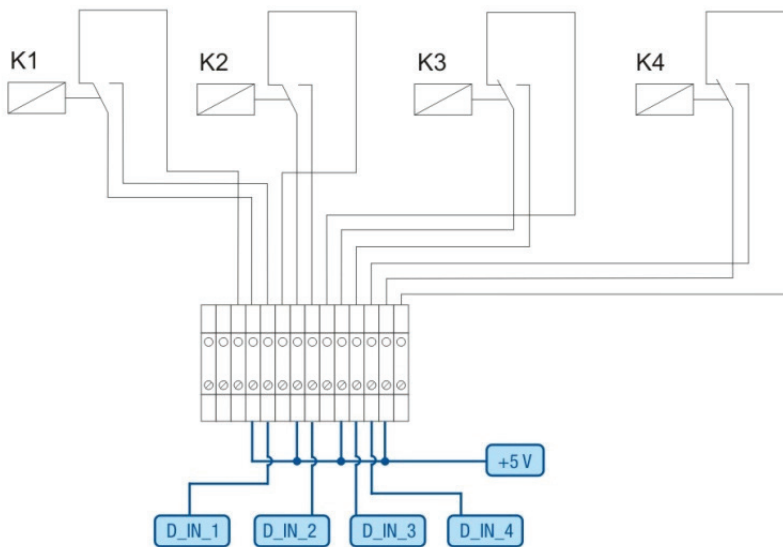 K1
K2
K3
K4
+5 V
D_IN_1
D_IN_2
D_IN_3
D_IN_4